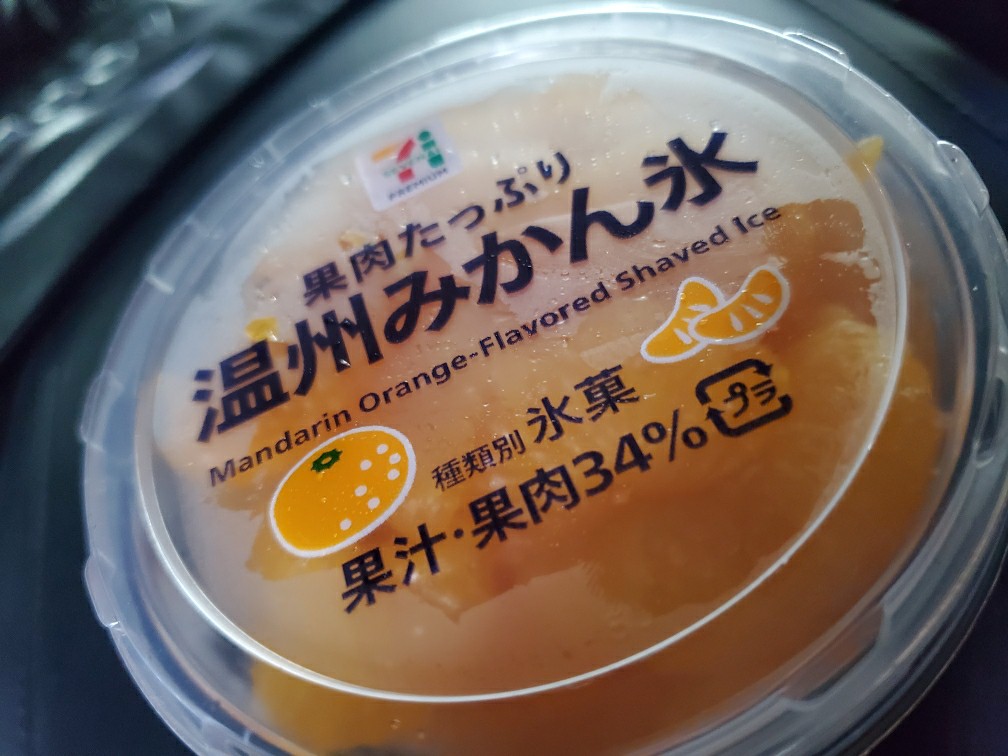 PREMIUM
果肉たっぷり
温州みかん氷
Mandarin Orange-Flavored Shaved Ice
種類別 氷菓
果汁・果肉34%
プラ